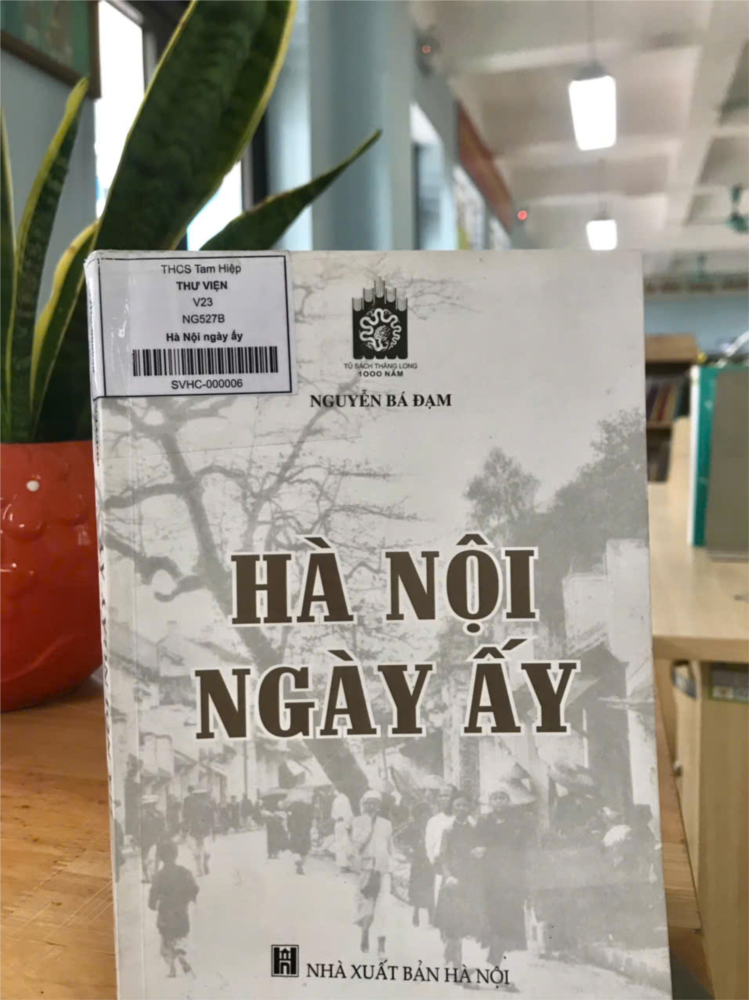 THCS Tam Hiệp
THƯ VIỆN
V23
NG527B
Hà Nội ngày ấy
SVHC-000006
TỦ SÁCH THĂNG LONG
1000 NĂM
NGUYỄN BÁ ĐẠM
HÀ NỘI
NGÀY ẤY
NHÀ XUẤT BẢN HÀ NỘI